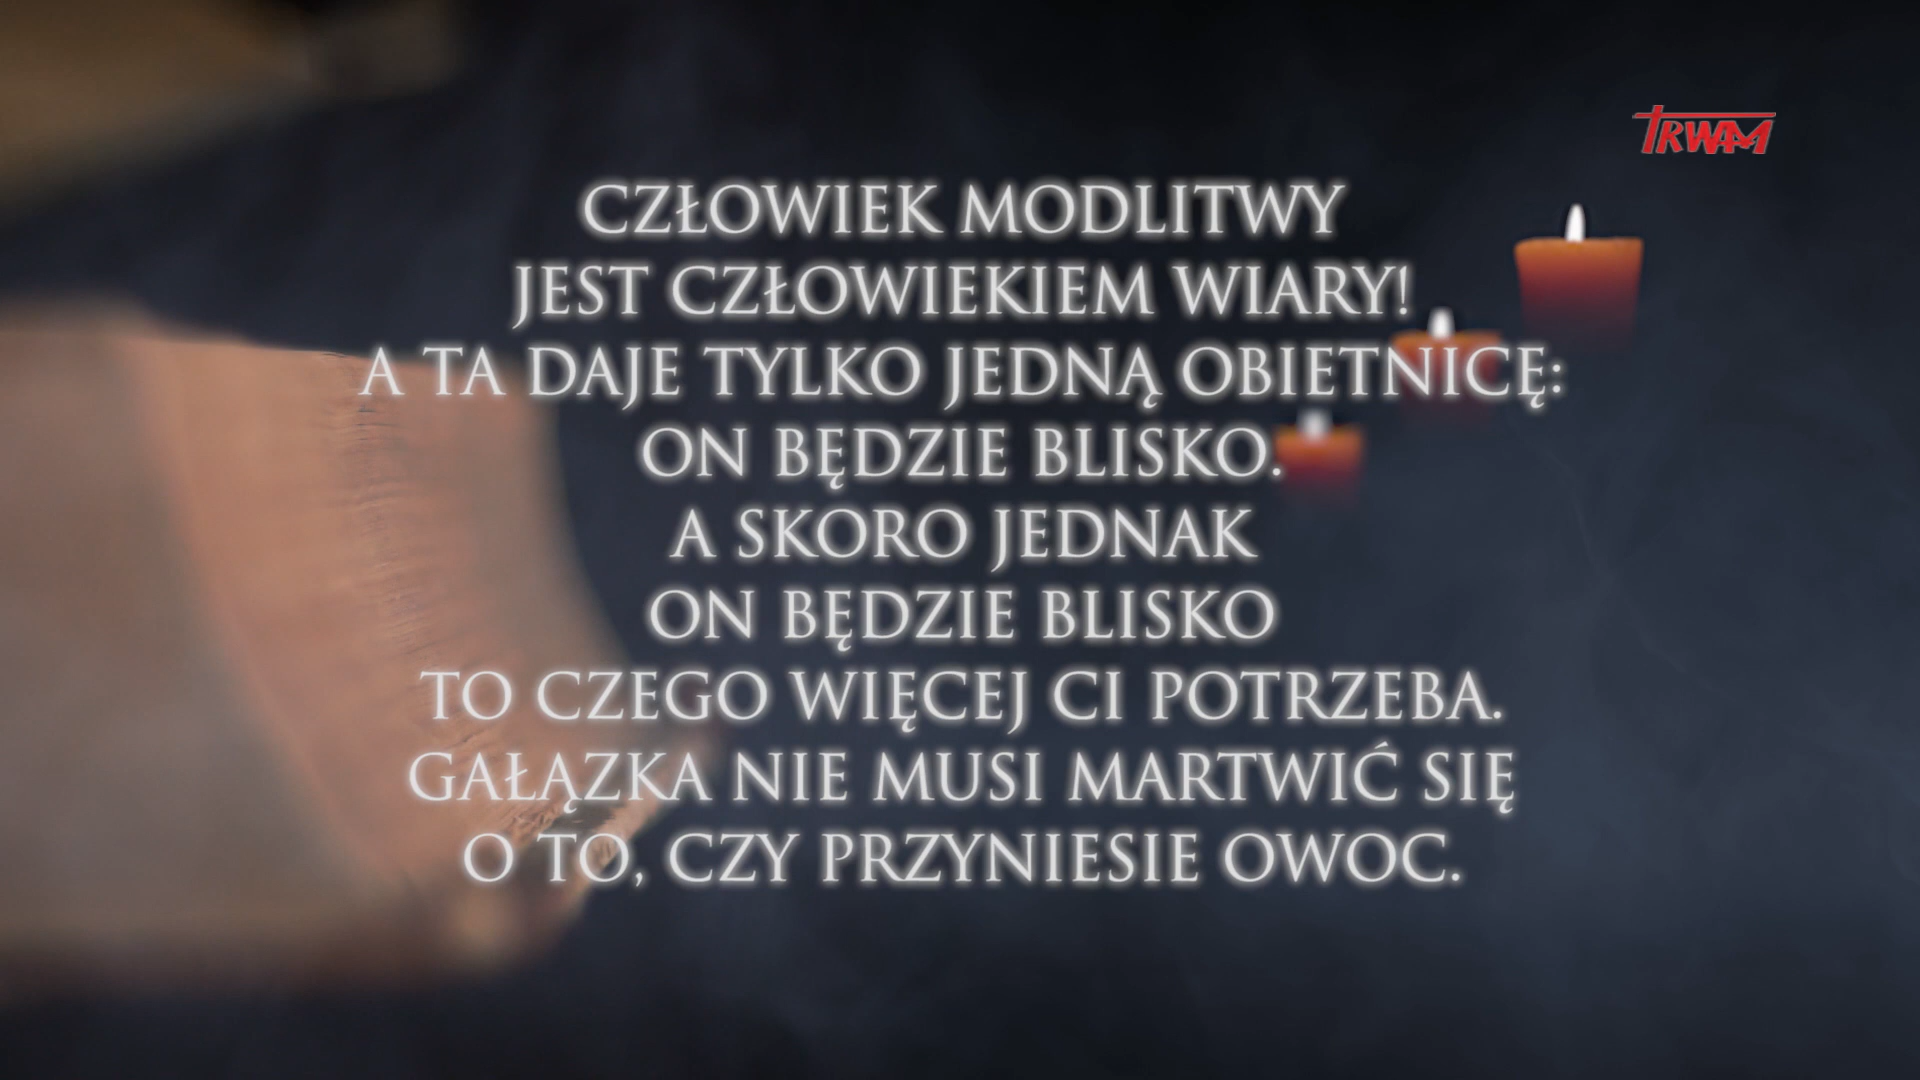 TRWAM
CZŁOWIEK MODLITWY
JEST CZŁOWIEKIEM WIARY!
A TA DAJE TYLKO JEDNĄ OBIETNICĘ:
ON BĘDZIE BLISKO.
A SKORO JEDNAK
ON BĘDZIE BLISKO
TO CZEGO WIĘCEJ CI POTRZEBA.
GAŁĄZKA NIE MUSI MARTWIĆ SIĘ
O TO, CZY PRZYNIESIE OWOC.